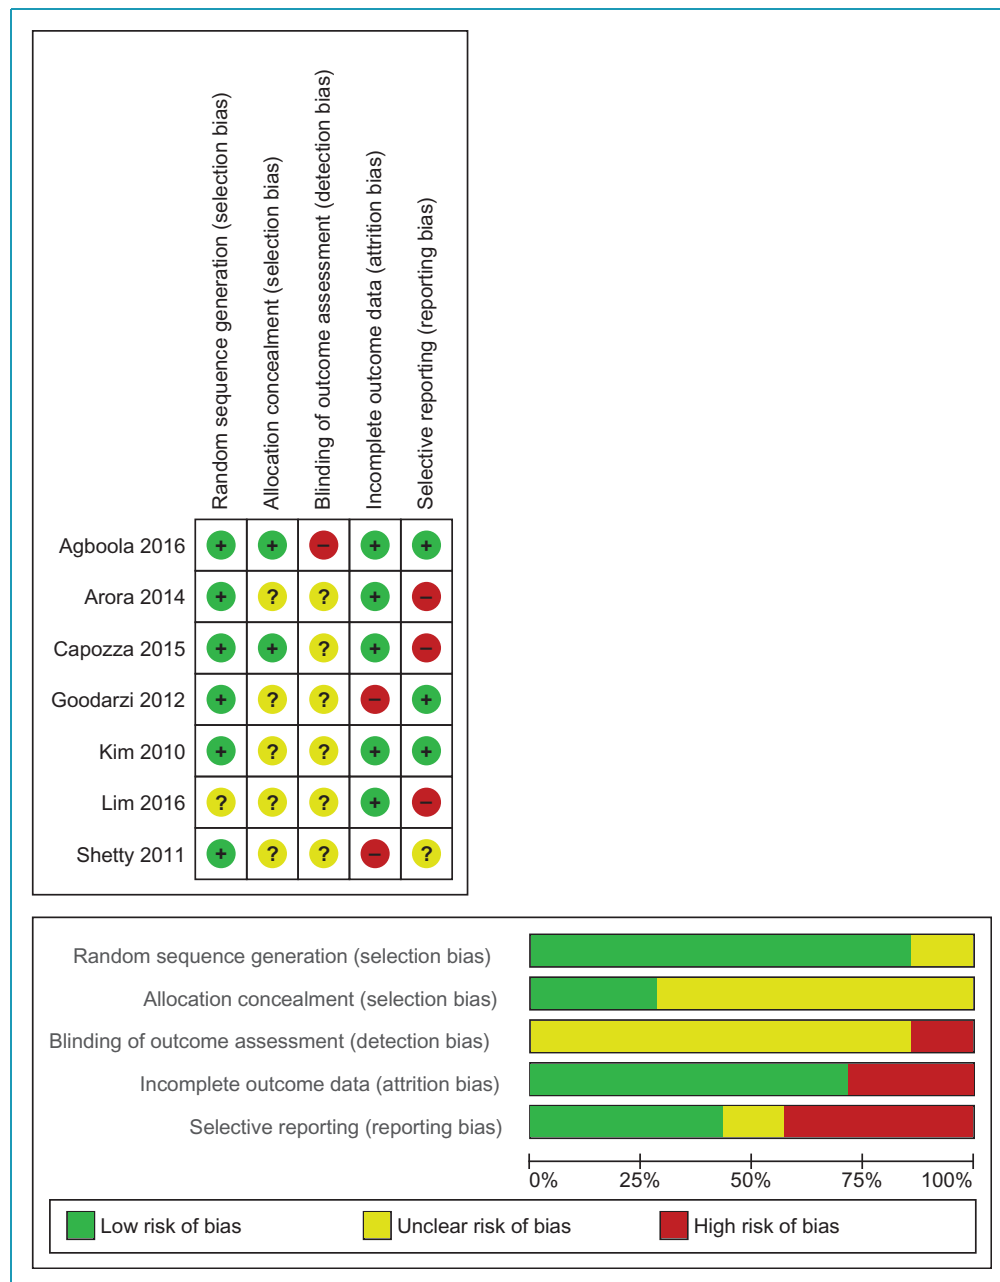 Random sequence generation (selection bias)
Allocation concealment (selection bias)
Blinding of outcome assessment (detection bias)
Incomplete outcome data (attrition bias)
Selective reporting (reporting bias)
Agboola 2016 + + – + +
Arora 2014 + ? ? + –
Capozza 2015 + + ? + –
Goodarzi 2012 + ? ? – +
Kim 2010 + ? ? + +
Lim 2016 ? ? ? + –
Shetty 2011 + ? ? – ?
Random sequence generation (selection bias)
Allocation concealment (selection bias)
Blinding of outcome assessment (detection bias)
Incomplete outcome data (attrition bias)
Selective reporting (reporting bias)
0% 25% 50% 75% 100%
Low risk of bias Unclear risk of bias High risk of bias